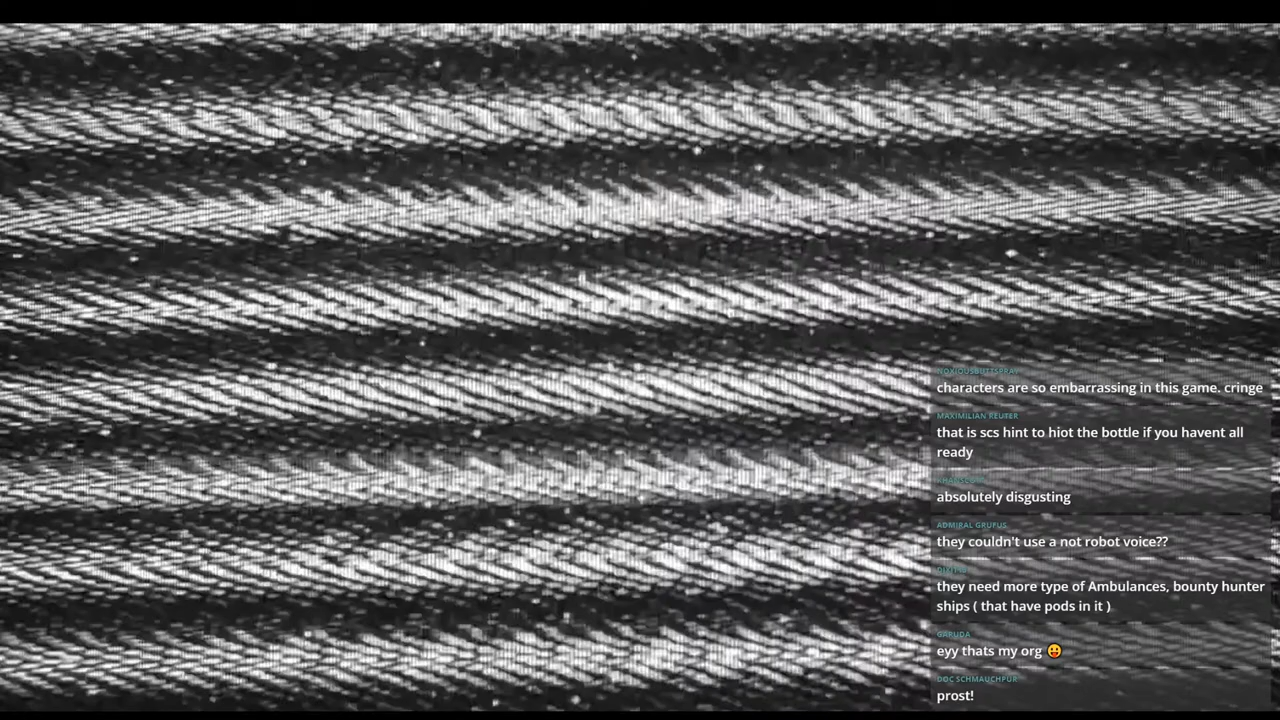 NOXIOUSBUTTSPRAY
characters are so embarrassing in this game. cringe
MAXIMILIAN REUTER
that is scs hint to hiot the bottle if you havent all
ready
absolutely disgusting
ADMIRAL GRUFUS
they couldn't use a not robot voice??
they need more type of Ambulances, bounty hunter
ships ( that have pods in it )
GARUDA
eyy thats my org 😛
DOC SCHMAUCHPUR
prost!